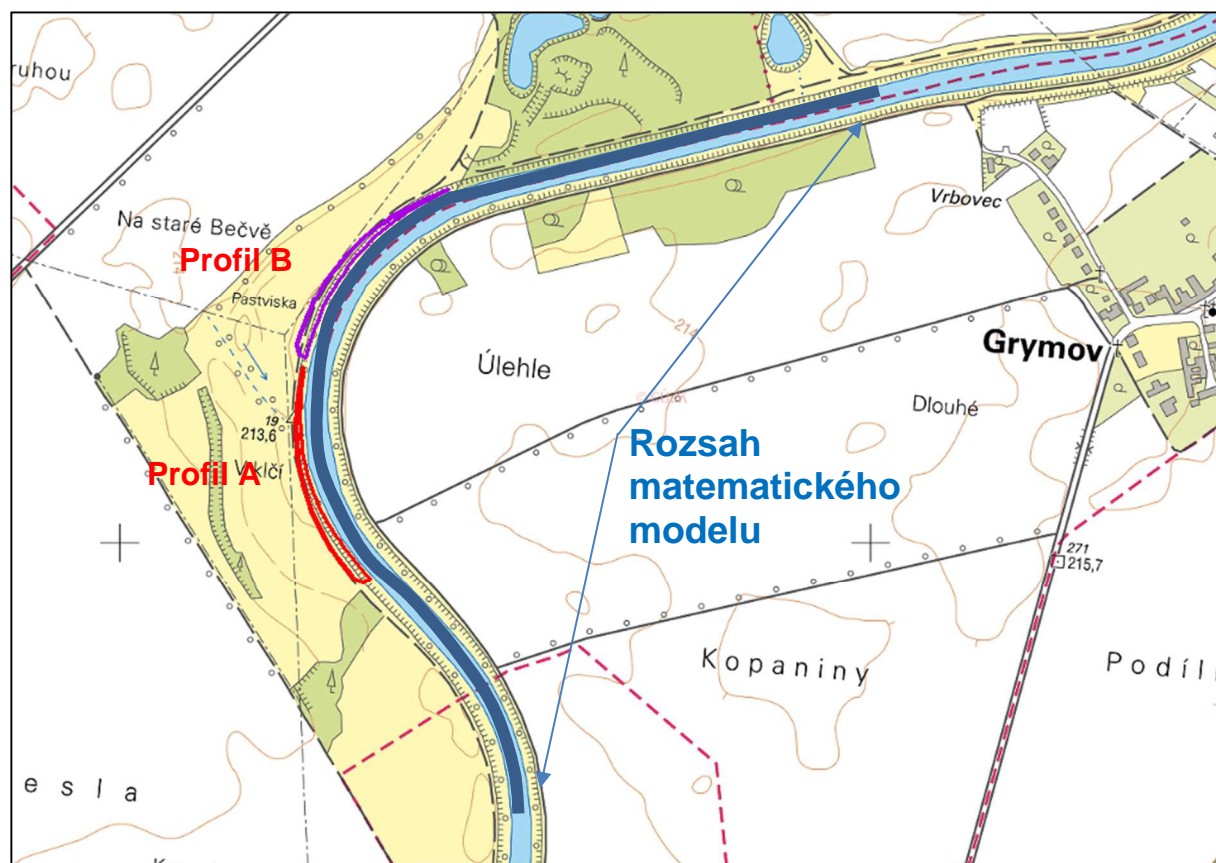 ruhou
Na staré Bečvě
Profil B
Pastviska
Vrbovec
Grymov
Úlehle
Dlouhé
19
213,6
214
Profil A
Rozsah
matematického
modelu
271
215,7
Kopaniny
Podíl
esla